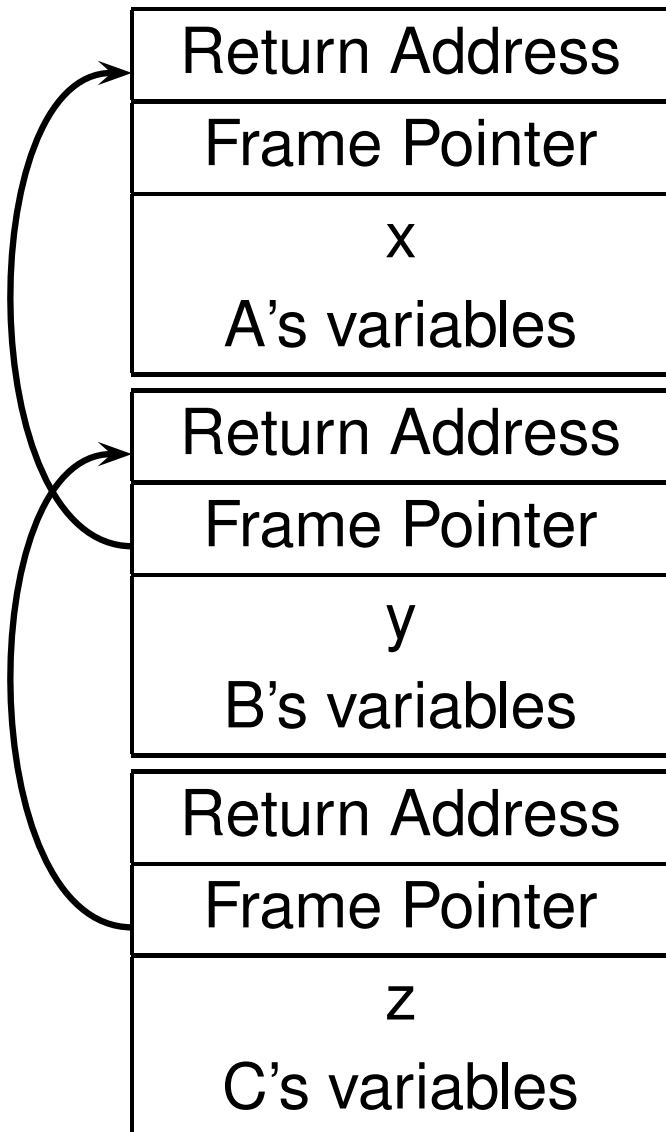 Return Address
Frame Pointer
x
A's variables
Return Address
Frame Pointer
y
B's variables
Return Address
Frame Pointer
z
C's variables